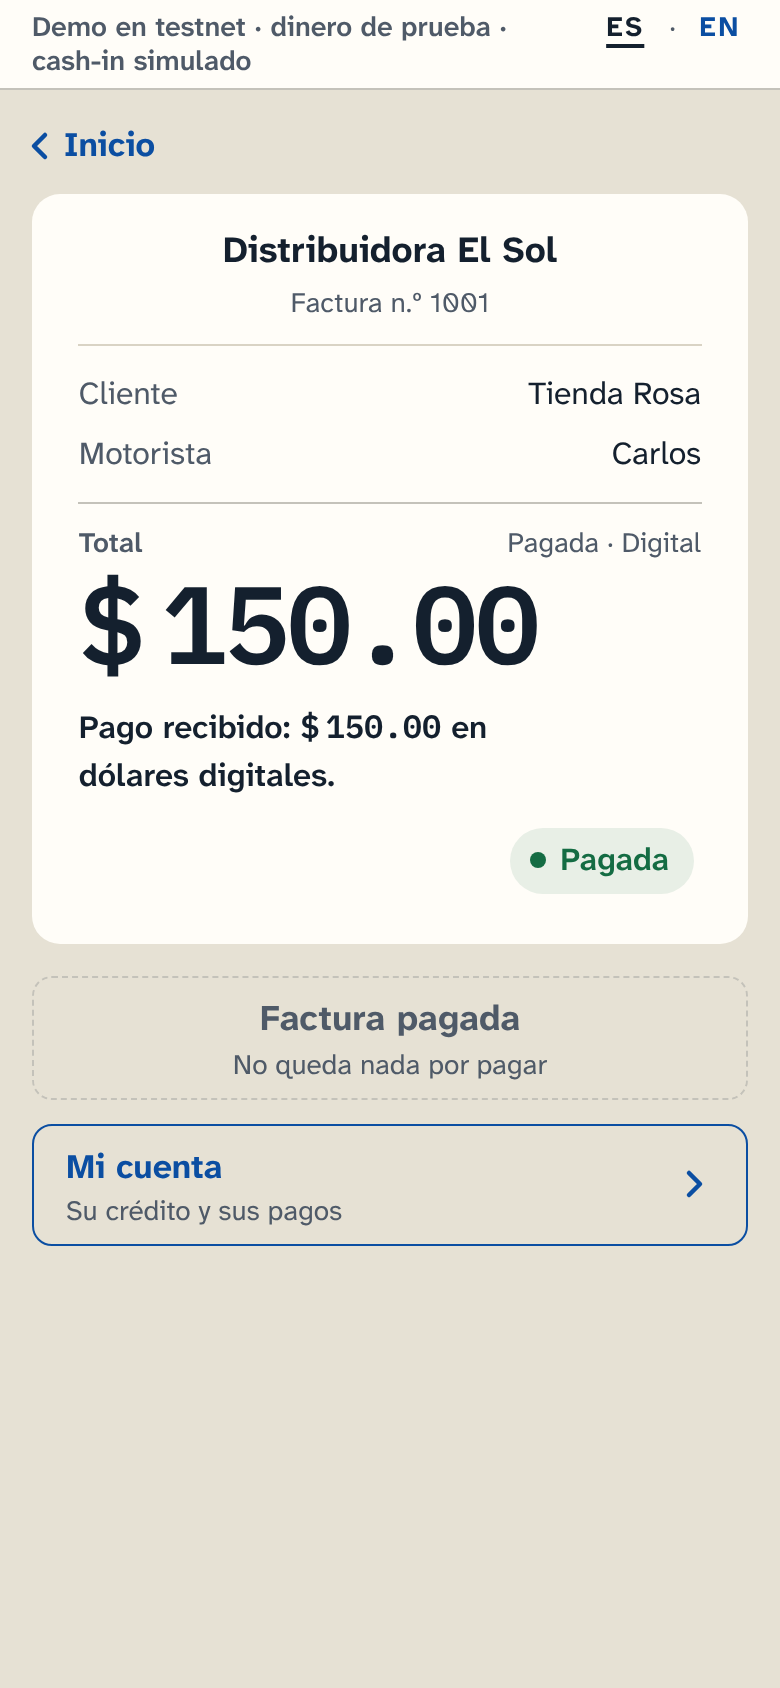 Demo en testnet · dinero de prueba ·
cash-in simulado
ES · EN
Inicio
Distribuidora El Sol
Factura n.º 1001
Cliente Tienda Rosa
Motorista Carlos
Total Pagada · Digital
$ 150.00
Pago recibido: $ 150.00 en
dólares digitales.
Pagada
Factura pagada
No queda nada por pagar
Mi cuenta
Su crédito y sus pagos